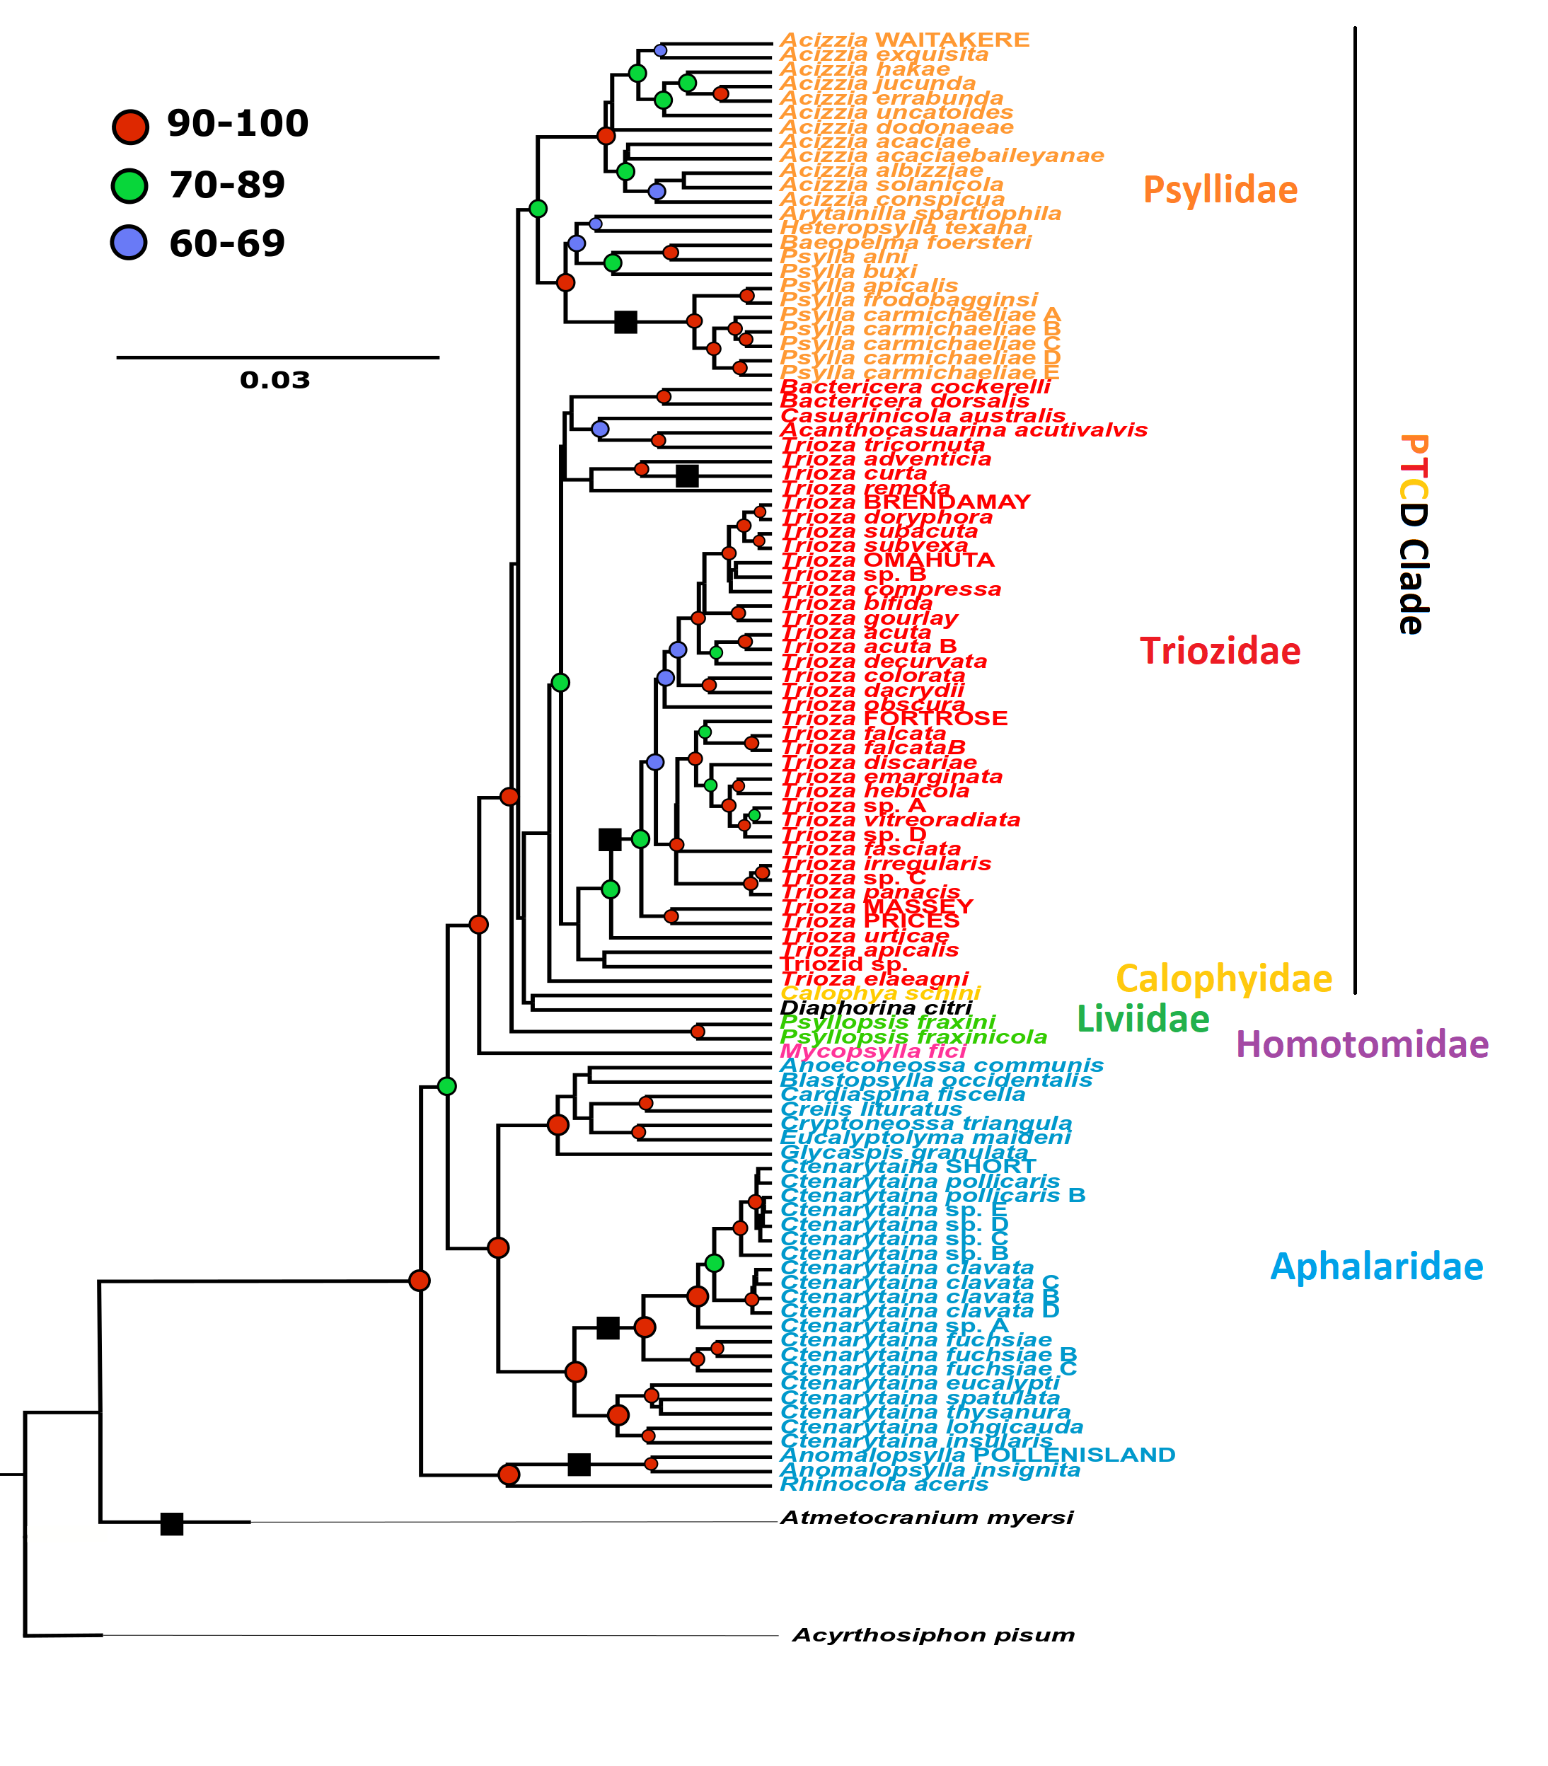 90-100
70-89
60-69
0.03
Acizzia WAITAKERE
Acizzia exquisita
Acizzia hakae
Acizzia jucunda
Acizzia errabunda
Acizzia uncatoides
Acizzia dodonaeae
Acizzia acaciae
Acizzia acaciaebaileyanae
Acizzia albizziae
Acizzia solanicola
Acizzia conspicua
Arytainilla spartiophila
Heteropsylla texana
Baeopelma foersteri
Psylla alni
Psylla buxi
Psylla apicalis
Psylla frodobagginsi
Psylla carmichaeliae A
Psylla carmichaeliae B
Psylla carmichaeliae C
Psylla carmichaeliae D
Psylla carmichaeliae E
Bactericera cockerelli
Bactericera dorsalis
Casuarinicola australis
Acanthocasuarina acutivalvis
Trioza tricornuta
Trioza adventicia
Trioza curta
Trioza remota
Trioza BRENDAMAY
Trioza doryphora
Trioza subacuta
Trioza subvexa
Trioza OMAHUTA
Trioza sp. B
Trioza compressa
Trioza bifida
Trioza gourlay
Trioza acuta
Trioza acuta B
Trioza decurvata
Trioza colorata
Trioza dacrydii
Trioza obscura
Trioza FORTROSE
Trioza falcata
Trioza falcataB
Trioza discariae
Trioza emarginata
Trioza hebicola
Trioza sp. A
Trioza vitreoradiata
Trioza sp. D
Trioza fasciata
Trioza irregularis
Trioza sp. C
Trioza panacis
Trioza MASSEY
Trioza PRICES
Trioza urticae
Trioza apicalis
Triozid sp.
Trioza elaeagni
Calophya schini
Diaphorina citri
Psyllopsis fraxini
Psyllopsis fraxinicola
Mycopsylla fici
Anoeconeossa communis
Blastopsylla occidentalis
Cardiaspina fiscella
Creiis lituratus
Cryptoneossa triangula
Eucalyptolyma maideni
Glycaspis granulata
Ctenarytaina SHORT
Ctenarytaina pollicaris
Ctenarytaina pollicaris B
Ctenarytaina sp. E
Ctenarytaina sp. D
Ctenarytaina sp. C
Ctenarytaina sp. B
Ctenarytaina clavata
Ctenarytaina clavata C
Ctenarytaina clavata B
Ctenarytaina clavata D
Ctenarytaina sp. A
Ctenarytaina fuchsiae
Ctenarytaina fuchsiae B
Ctenarytaina fuchsiae C
Ctenarytaina eucalypti
Ctenarytaina spatulata
Ctenarytaina thysanura
Ctenarytaina longicauda
Ctenarytaina insularis
Anomalopsylla POLLENISLAND
Anomalopsylla insignita
Rhinocola aceris
Atmetocranium myersi
Acyrthosiphon pisum
Psyllidae
Triozidae
Calophyidae
Liviidae
Homotomidae
Aphalaridae
PTCD Clade